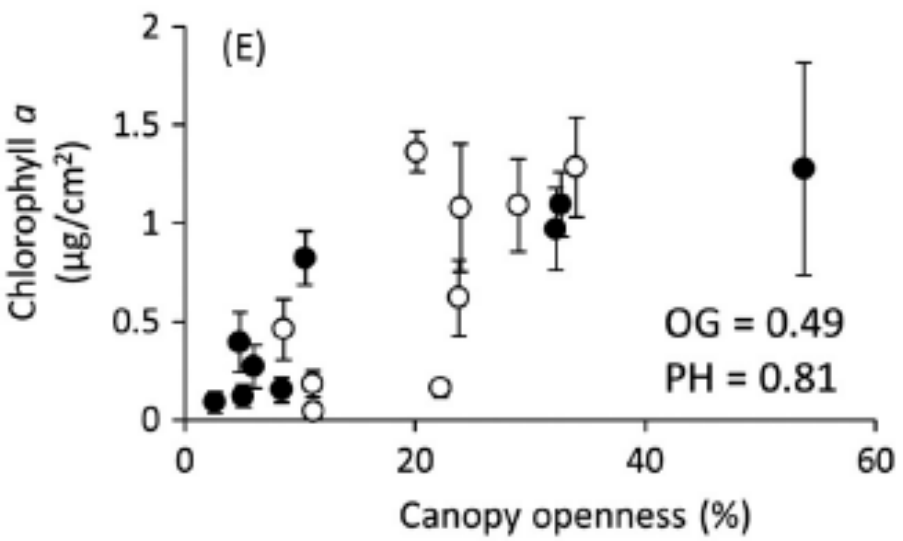 (E)
Chlorophyll a
(µg/cm²)
2
1.5
1
0.5
0
OG = 0.49
PH = 0.81
0 20 40 60
Canopy openness (%)